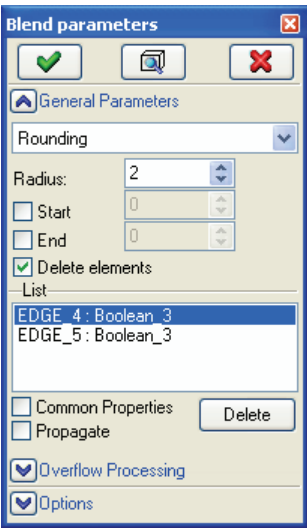 Blend parameters
General Parameters
Rounding
Radius: 2
Start 0
End 0
Delete elements
List
EDGE_4 : Boolean_3
EDGE_5 : Boolean_3
Common Properties Delete
Propagate
Overflow Processing
Options